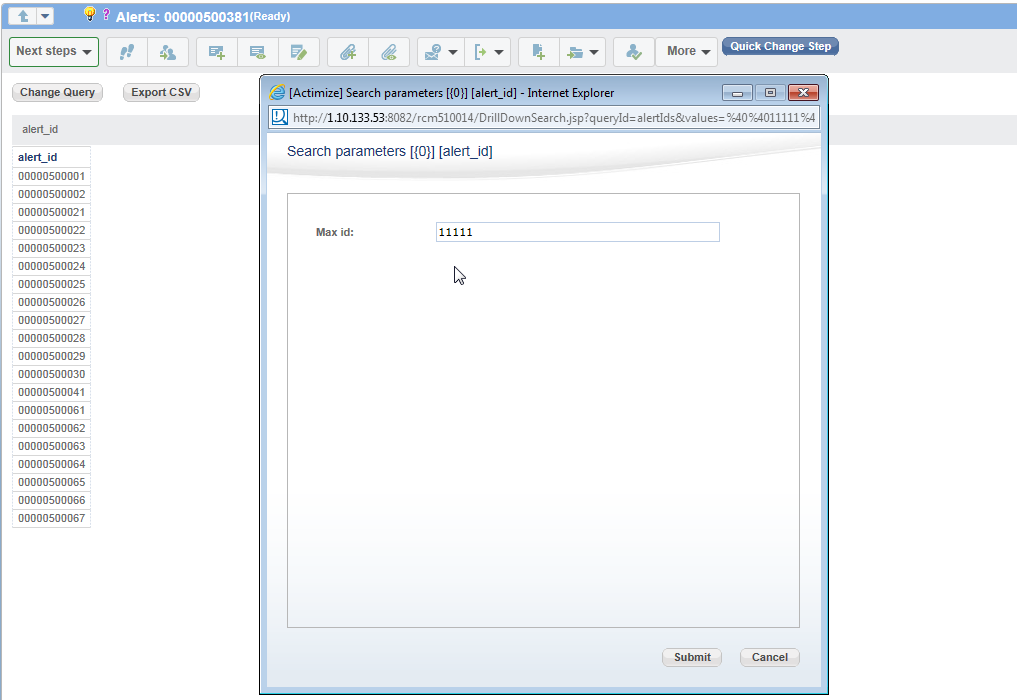 Alerts: 00000500381(Ready)
Next steps
More
Quick Change Step
Change Query
Export CSV
alert_id
alert_id
00000500001
00000500002
00000500021
00000500022
00000500023
00000500024
00000500025
00000500026
00000500027
00000500028
00000500029
00000500030
00000500041
00000500061
00000500062
00000500063
00000500064
00000500065
00000500066
00000500067
[Actimize] Search parameters [{0}] [alert_id] - Internet Explorer
http://1.10.133.53:8082/rcm510014/DrillDownSearch.jsp?queryId=alertIds&values=%40%4011111%4
Search parameters [{0}] [alert_id]
Max id:
11111
Submit
Cancel